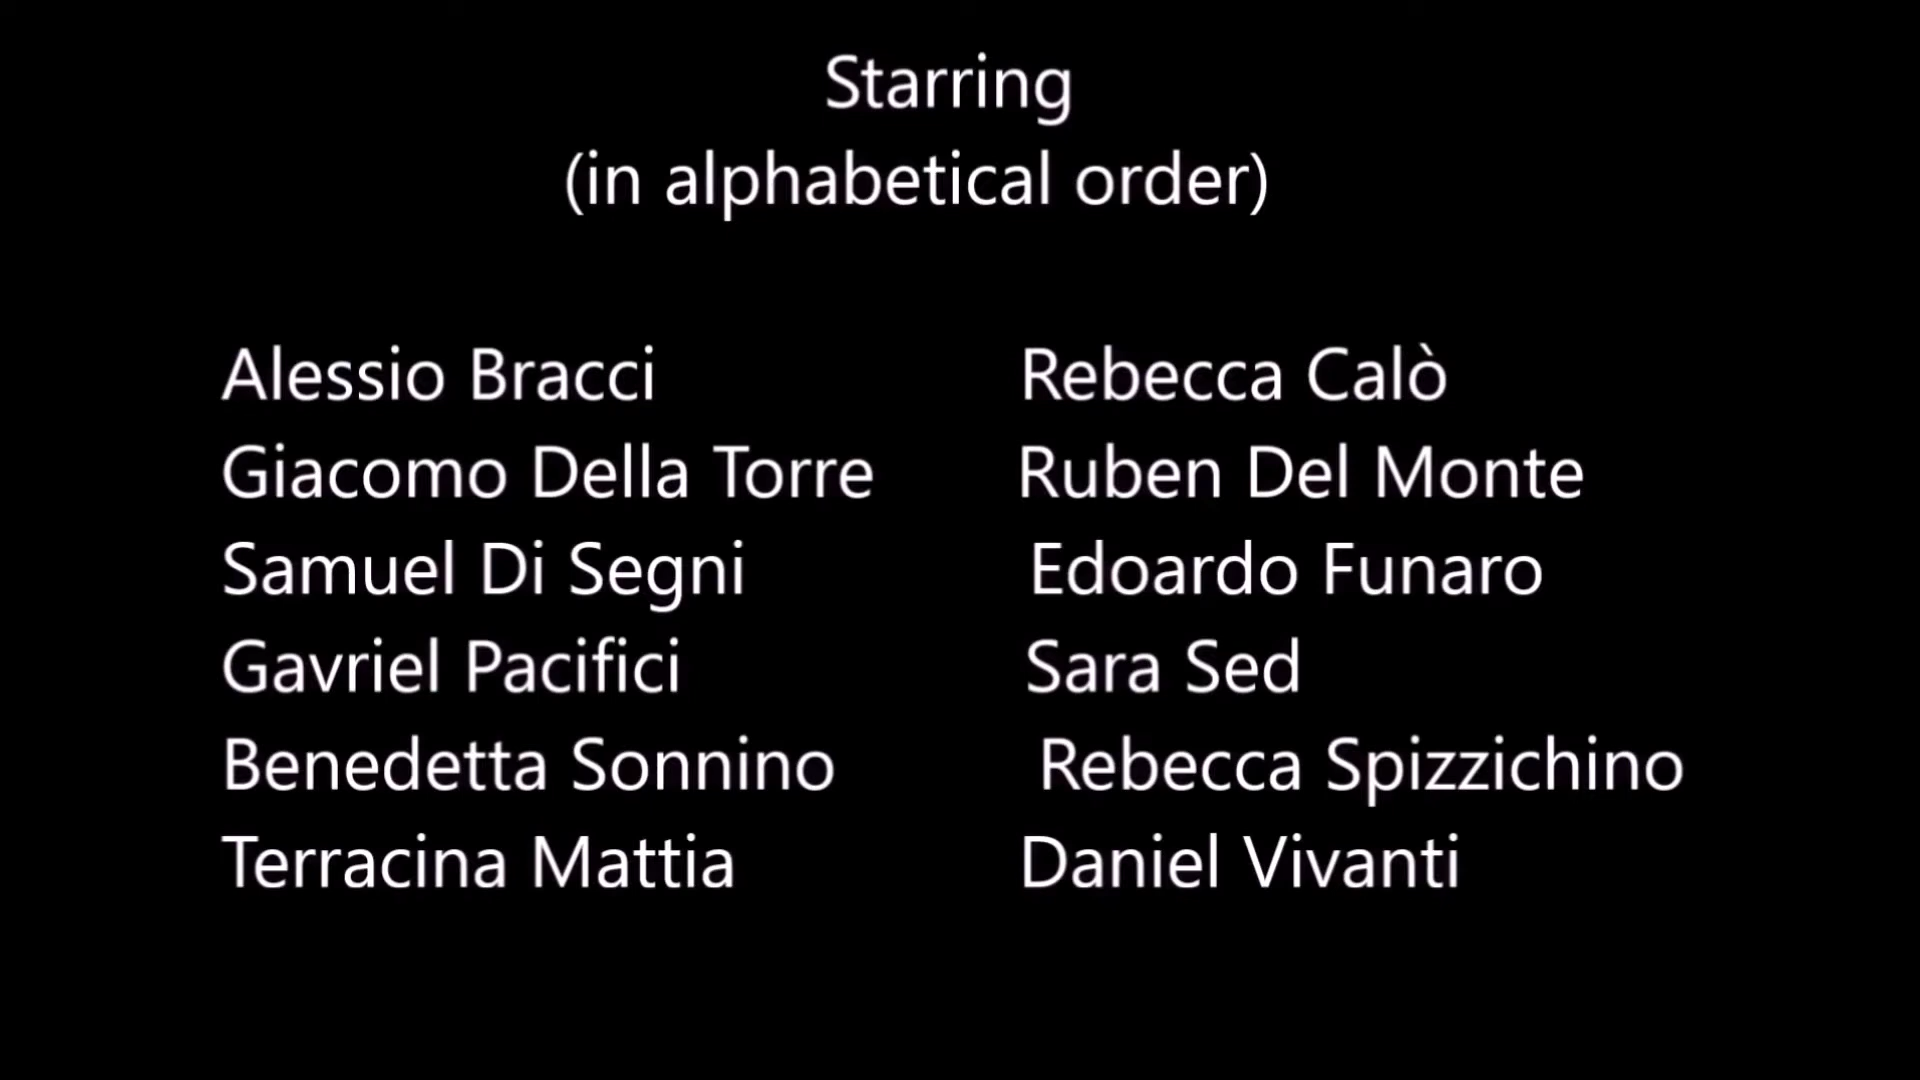 Starring
(in alphabetical order)
Alessio Bracci Rebecca Calò
Giacomo Della Torre Ruben Del Monte
Samuel Di Segni Edoardo Funaro
Gavriel Pacifici Sara Sed
Benedetta Sonnino Rebecca Spizzichino
Terracina Mattia Daniel Vivanti